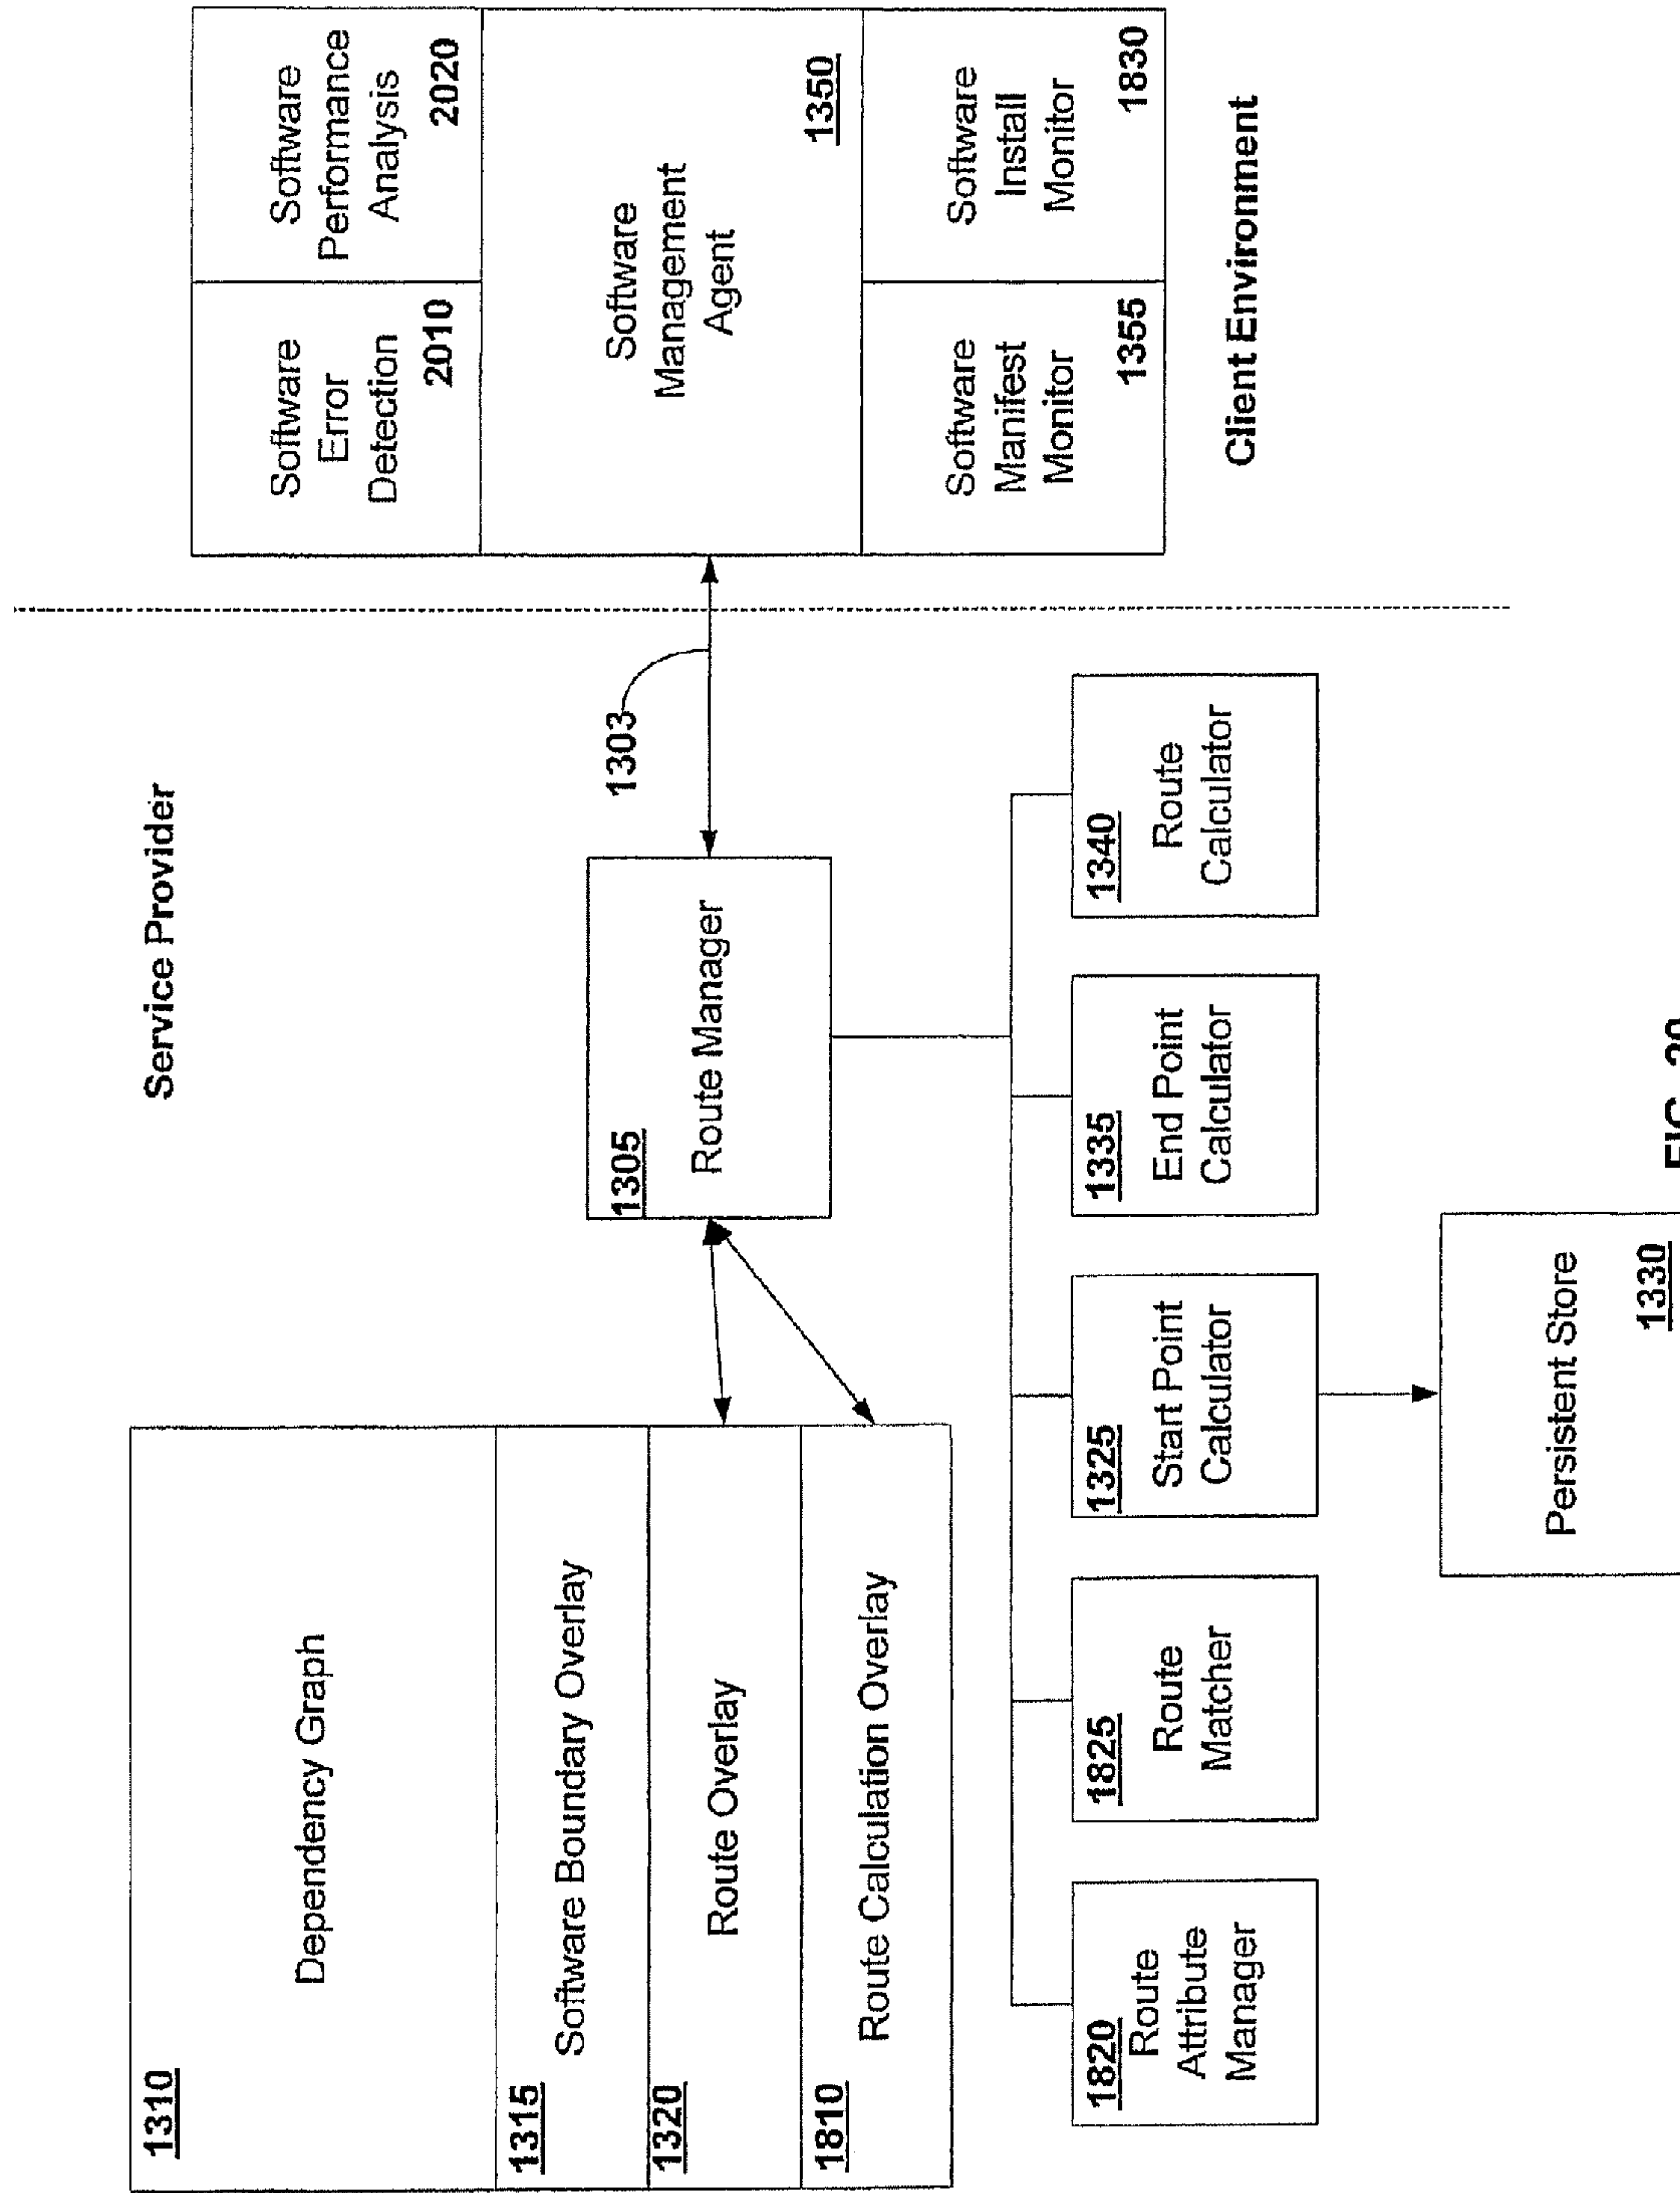 Service Provider
1310
Dependency Graph
1315
Software Boundary Overlay
1320
Route Overlay
1810
Route Calculation Overlay
1305
Route Manager
1303
Software
Error
Detection
2010
Software
Performance
Analysis
2020
Software
Management
Agent
1350
Software
Manifest
Monitor
1355
Software
Install
Monitor
1830
Client Environment
1820
Route
Attribute
Manager
1825
Route
Matcher
1325
Start Point
Calculator
1335
End Point
Calculator
1340
Route
Calculator
Persistent Store
1330
FIG. 20